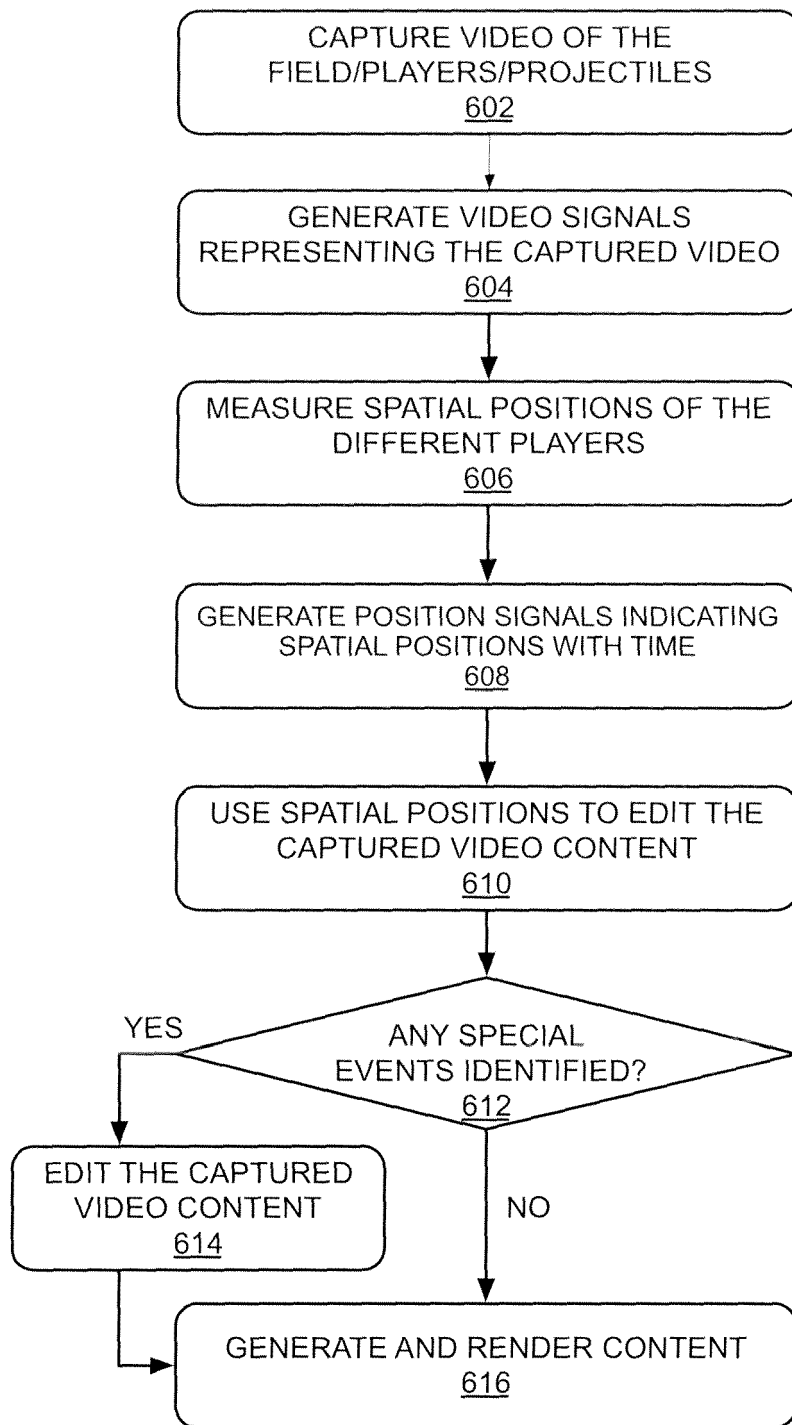 CAPTURE VIDEO OF THE
FIELD/PLAYERS/PROJECTILES
602
GENERATE VIDEO SIGNALS
REPRESENTING THE CAPTURED VIDEO
604
MEASURE SPATIAL POSITIONS OF THE
DIFFERENT PLAYERS
606
GENERATE POSITION SIGNALS INDICATING
SPATIAL POSITIONS WITH TIME
608
USE SPATIAL POSITIONS TO EDIT THE
CAPTURED VIDEO CONTENT
610
YES
ANY SPECIAL
EVENTS IDENTIFIED?
612
EDIT THE CAPTURED
VIDEO CONTENT
614
NO
GENERATE AND RENDER CONTENT
616